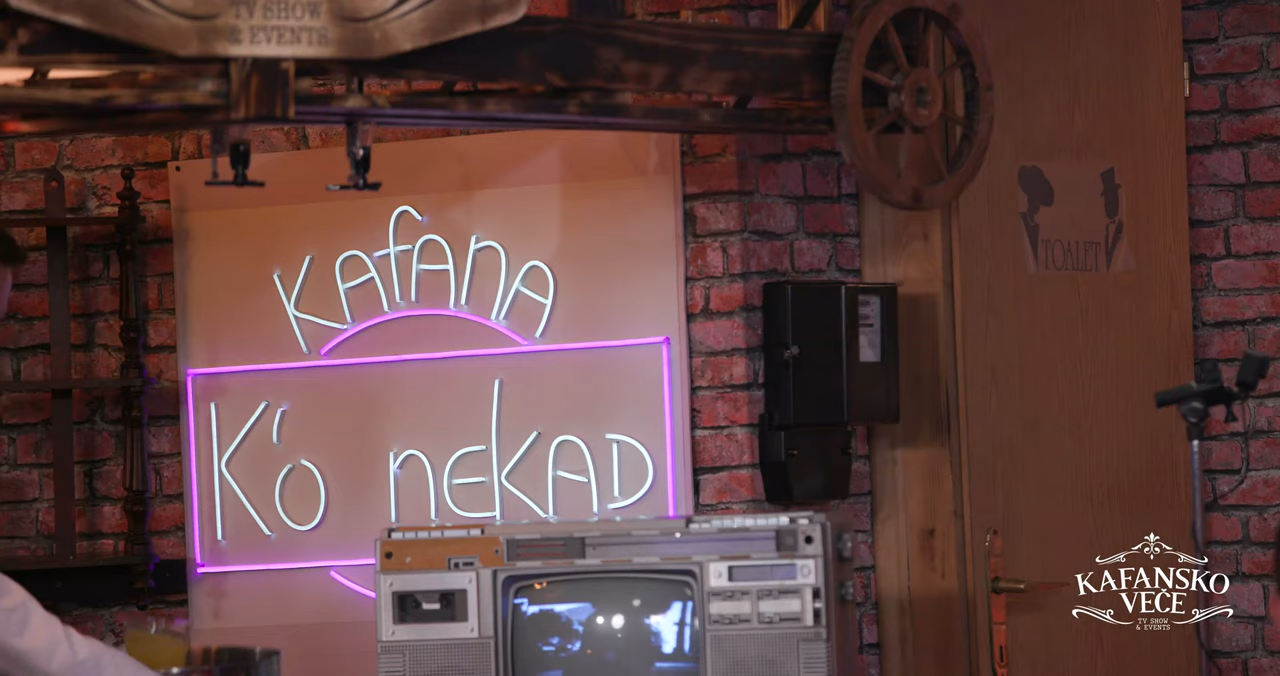 TV SHOW
& EVENTS
KAfAnA
K'o nEKAD
TOALET
KAFANSKO
VEČE
TV SHOW
& EVENTS